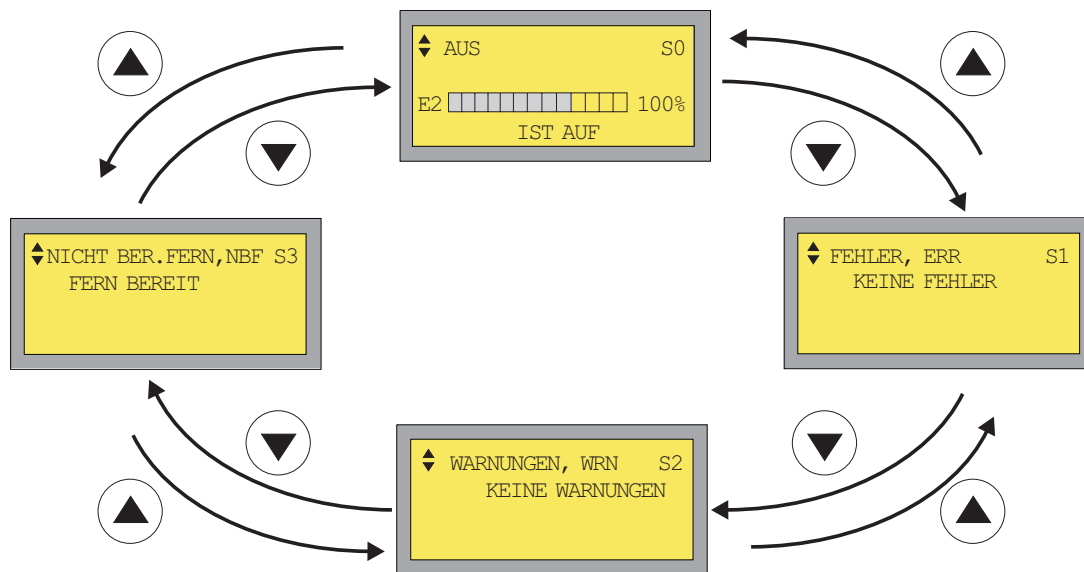 AUS S0
E2 100%
IST AUF
NICHT BER.FERN,NBF S3
FERN BEREIT
FEHLER, ERR S1
KEINE FEHLER
WARNUNGEN, WRN S2
KEINE WARNUNGEN